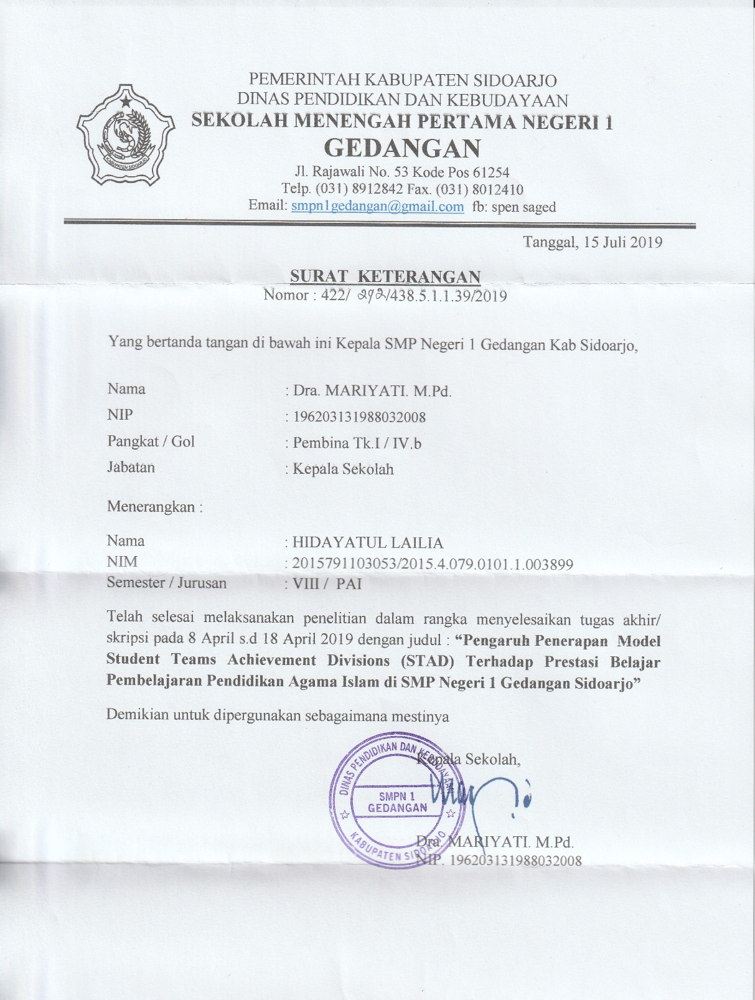 PEMERINTAH KABUPATEN SIDOARJO
DINAS PENDIDIKAN DAN KEBUDAYAAN
SEKOLAH MENENGAH PERTAMA NEGERI 1
GEDANGAN
Jl. Rajawali No. 53 Kode Pos 61254
Telp. (031) 8912842 Fax. (031) 8012410
Email: smpn1gedangan@gmail.com fb: spen saged
KABUPATEN SIDOARJO
Tanggal, 15 Juli 2019
SURAT KETERANGAN
Nomor : 422/ 292/438.5.1.1.39/2019
Yang bertanda tangan di bawah ini Kepala SMP Negeri 1 Gedangan Kab Sidoarjo,
Nama : Dra. MARIYATI. M.Pd.
NIP : 196203131988032008
Pangkat / Gol : Pembina Tk.I / IV.b
Jabatan : Kepala Sekolah
Menerangkan :
Nama : HIDAYATUL LAILIA
NIM : 2015791103053/2015.4.079.0101.1.003899
Semester / Jurusan : VIII / PAI
Telah selesai melaksanakan penelitian dalam rangka menyelesaikan tugas akhir/
skripsi pada 8 April s.d 18 April 2019 dengan judul : “Pengaruh Penerapan Model
Student Teams Achievement Divisions (STAD) Terhadap Prestasi Belajar
Pembelajaran Pendidikan Agama Islam di SMP Negeri 1 Gedangan Sidoarjo”
Demikian untuk dipergunakan sebagaimana mestinya
Kepala Sekolah,
DINAS PENDIDIKAN DAN KEBUDAYAAN
SMPN 1
GEDANGAN
KABUPATEN SIDOARJO
Dra. MARIYATI. M.Pd.
NIP. 196203131988032008